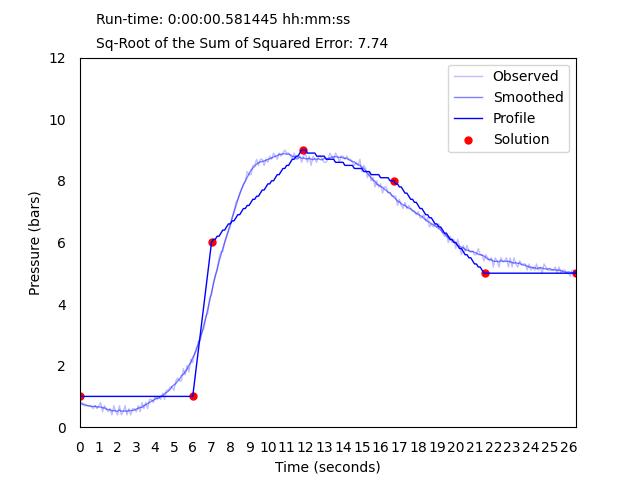 Run-time: 0:00:00.581445 hh:mm:ss
Sq-Root of the Sum of Squared Error: 7.74
Observed
Smoothed
Profile
Solution
Pressure (bars)
12
10
8
6
4
2
0
0 1 2 3 4 5 6 7 8 9 10 11 12 13 14 15 16 17 18 19 20 21 22 23 24 25 26
Time (seconds)